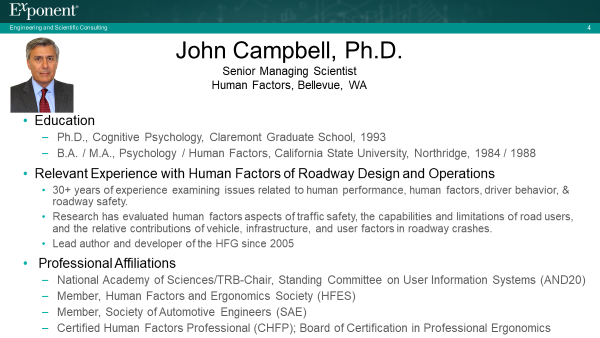 Exponent®
Engineering and Scientific Consulting
4
John Campbell, Ph.D.
Senior Managing Scientist
Human Factors, Bellevue, WA
• Education
– Ph.D., Cognitive Psychology, Claremont Graduate School, 1993
– B.A. / M.A., Psychology / Human Factors, California State University, Northridge, 1984 / 1988
• Relevant Experience with Human Factors of Roadway Design and Operations
• 30+ years of experience examining issues related to human performance, human factors, driver behavior, &
roadway safety.
• Research has evaluated human factors aspects of traffic safety, the capabilities and limitations of road users,
and the relative contributions of vehicle, infrastructure, and user factors in roadway crashes.
• Lead author and developer of the HFG since 2005
• Professional Affiliations
– National Academy of Sciences/TRB-Chair, Standing Committee on User Information Systems (AND20)
– Member, Human Factors and Ergonomics Society (HFES)
– Member, Society of Automotive Engineers (SAE)
– Certified Human Factors Professional (CHFP); Board of Certification in Professional Ergonomics